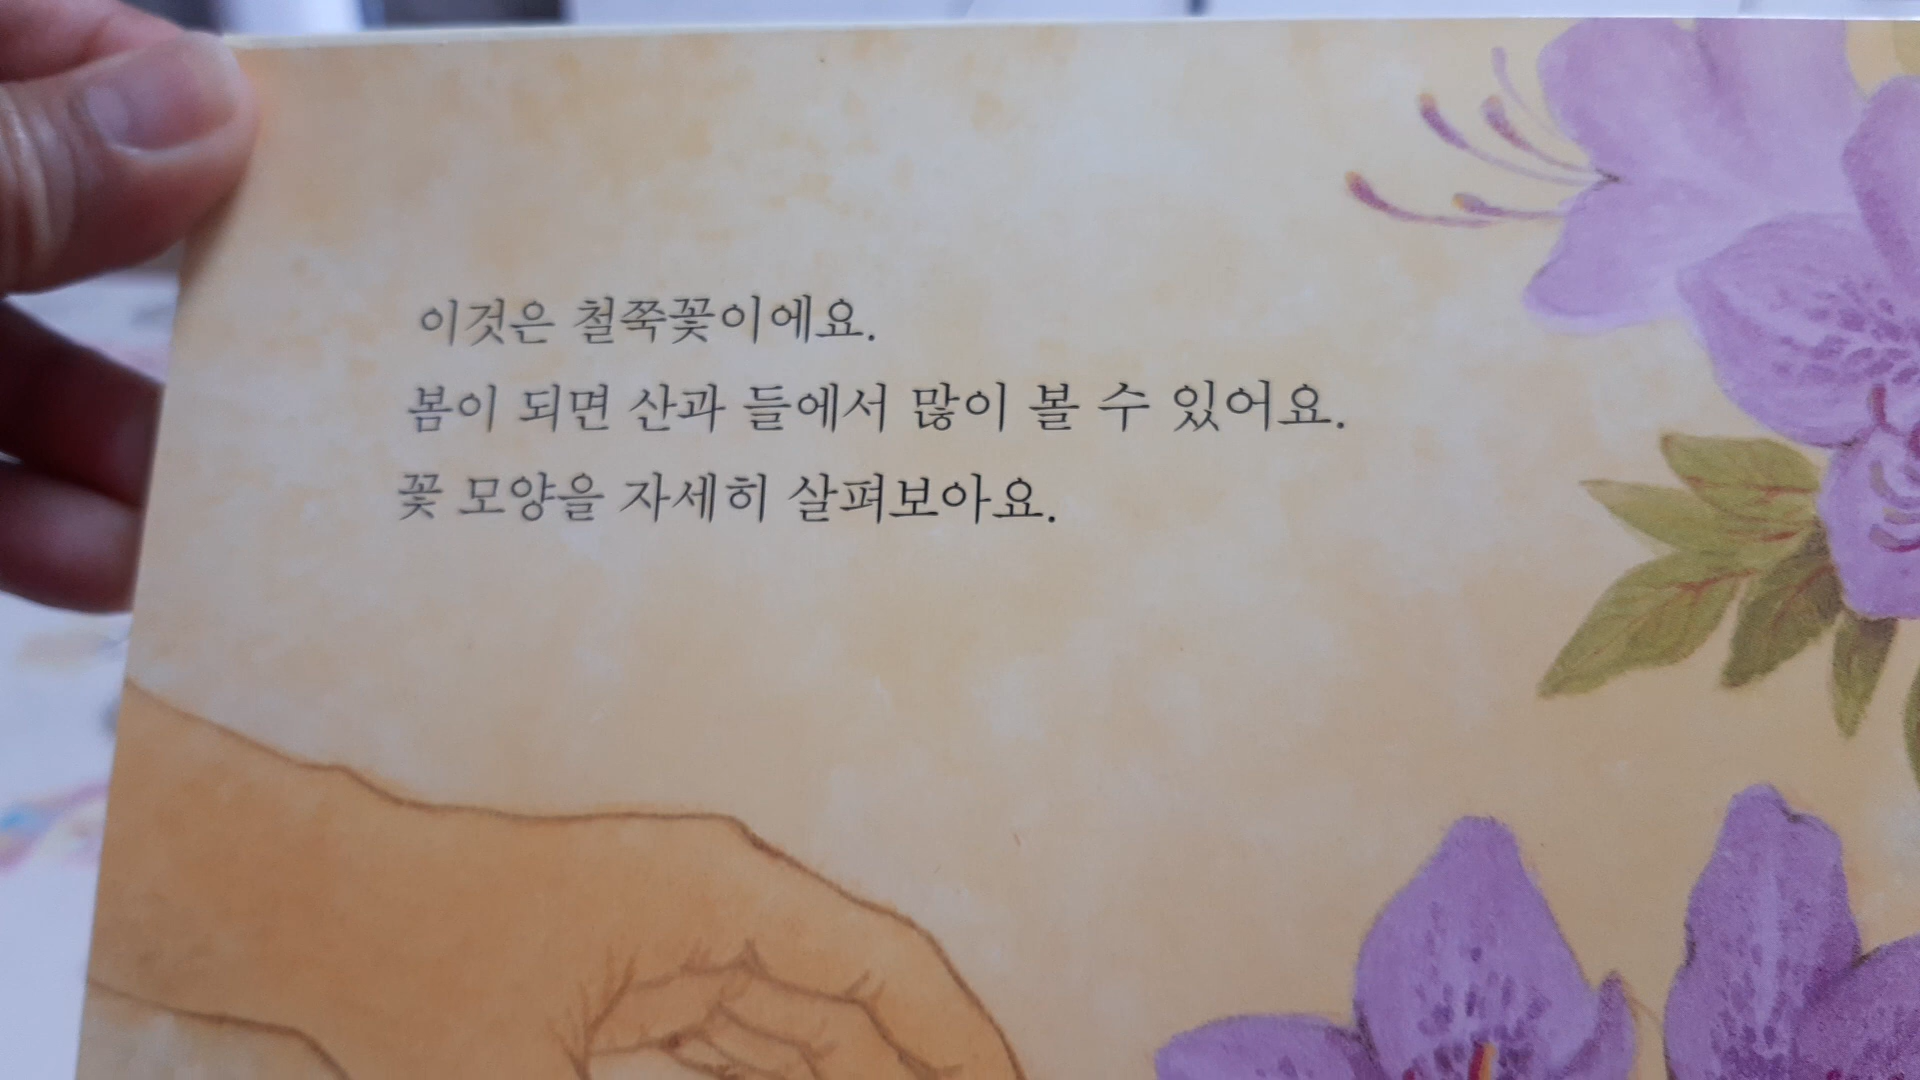 이것은 철쭉꽃이에요.
봄이 되면 산과 들에서 많이 볼 수 있어요.
꽃 모양을 자세히 살펴보아요.